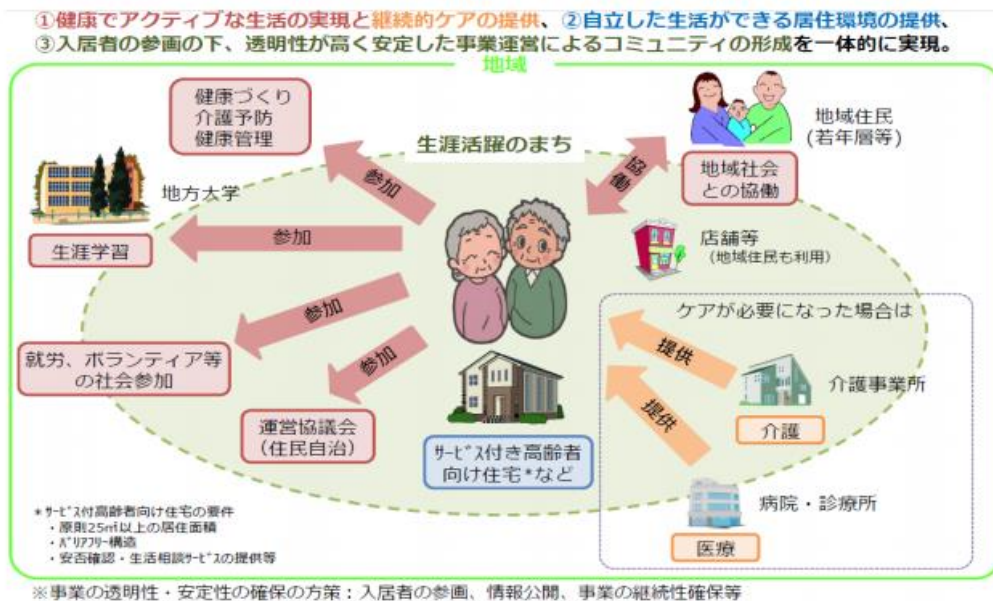 ①健康でアクティブな生活の実現と継続的ケアの提供、②自立した生活ができる居住環境の提供、
③入居者の参画の下、透明性が高く安定した事業運営によるコミュニティの形成を一体的に実現。
地域
健康づくり
介護予防
健康管理
生涯活躍のまち
地域住民
(若年層等)
協働
地域社会
との協働
参加
地方大学
生涯学習
参加
店舗等
(地域住民も利用)
参加
就労、ボランティア等
の社会参加
参加
運営協議会
(住民自治)
ｻｰﾋﾞｽ付き高齢者
向け住宅*など
ケアが必要になった場合は
提供
介護事業所
介護
提供
病院・診療所
医療
*ｻｰﾋﾞｽ付高齢者向け住宅の要件
・原則25㎡以上の居住面積
・ﾊﾞﾘｱﾌﾘｰ構造
・安否確認・生活相談ｻｰﾋﾞｽの提供等
※事業の透明性・安定性の確保の方策：入居者の参画、情報公開、事業の継続性確保等